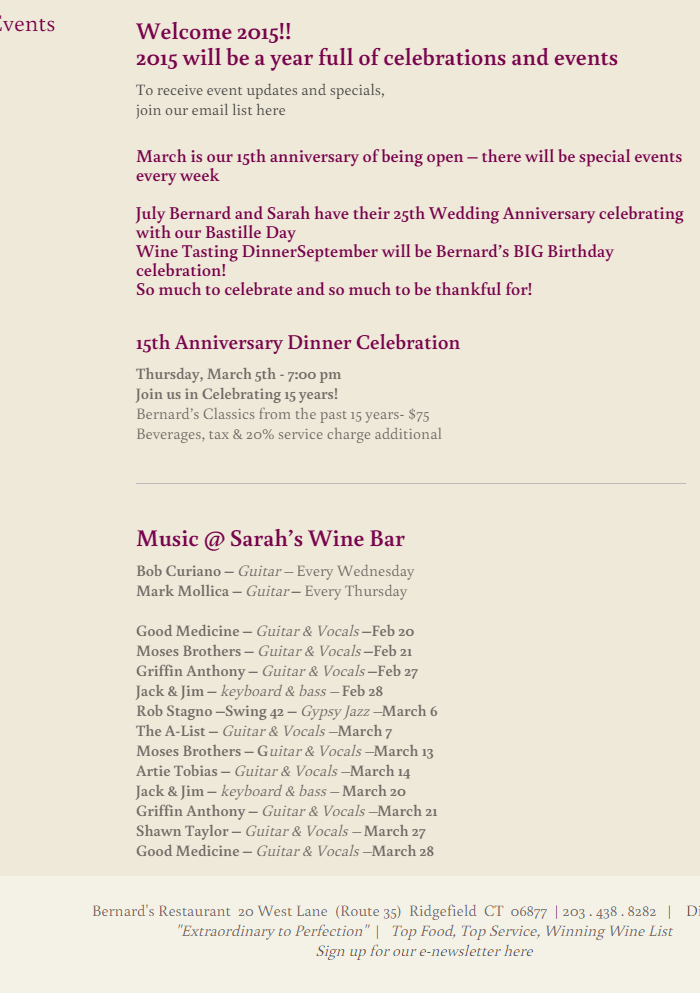 Events
Welcome 2015!!
2015 will be a year full of celebrations and events
To receive event updates and specials,
join our email list here
March is our 15th anniversary of being open – there will be special events
every week
July Bernard and Sarah have their 25th Wedding Anniversary celebrating
with our Bastille Day
Wine Tasting DinnerSeptember will be Bernard's BIG Birthday
celebration!
So much to celebrate and so much to be thankful for!
15th Anniversary Dinner Celebration
Thursday, March 5th - 7:00 pm
Join us in Celebrating 15 years!
Bernard's Classics from the past 15 years- $75
Beverages, tax & 20% service charge additional
Music @ Sarah's Wine Bar
Bob Curiano – Guitar – Every Wednesday
Mark Mollica – Guitar – Every Thursday
Good Medicine – Guitar & Vocals –Feb 20
Moses Brothers – Guitar & Vocals –Feb 21
Griffin Anthony – Guitar & Vocals –Feb 27
Jack & Jim – keyboard & bass – Feb 28
Rob Stagno –Swing 42 – Gypsy Jazz –March 6
The A-List – Guitar & Vocals –March 7
Moses Brothers – Guitar & Vocals –March 13
Artie Tobias – Guitar & Vocals –March 14
Jack & Jim – keyboard & bass – March 20
Griffin Anthony – Guitar & Vocals –March 21
Shawn Taylor – Guitar & Vocals – March 27
Good Medicine – Guitar & Vocals –March 28
Bernard's Restaurant 20 West Lane (Route 35) Ridgefield CT 06877 | 203 . 438 . 8282 |
"Extraordinary to Perfection" | Top Food, Top Service, Winning Wine List
Sign up for our e-newsletter here